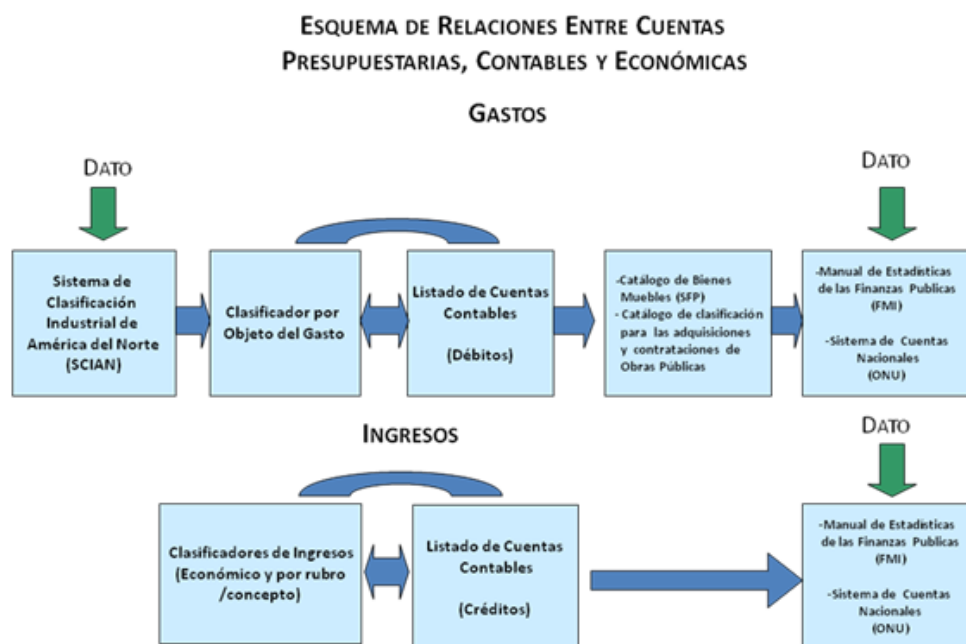 ESQUEMA DE RELACIONES ENTRE CUENTAS
PRESUPUESTARIAS, CONTABLES Y ECONÓMICAS
GASTOS
DATO
DATO
Sistema de
Clasificación
Industrial de
América del Norte
(SCIAN)
Clasificador por
Objeto del Gasto
Listado de Cuentas
Contables
(Débitos)
-Catálogo de Bienes
Muebles (SFP)
- Catálogo de clasificación
para las adquisiciones
y contrataciones de
Obras Públicas
-Manual de Estadísticas
de las Finanzas Publicas
(FMI)
-Sistema de Cuentas
Nacionales
(ONU)
INGRESOS
DATO
Clasificadores de Ingresos
(Económico y por rubro
/concepto)
Listado de Cuentas
Contables
(Créditos)
-Manual de Estadísticas
de las Finanzas Publicas
(FMI)
-Sistema de Cuentas
Nacionales
(ONU)